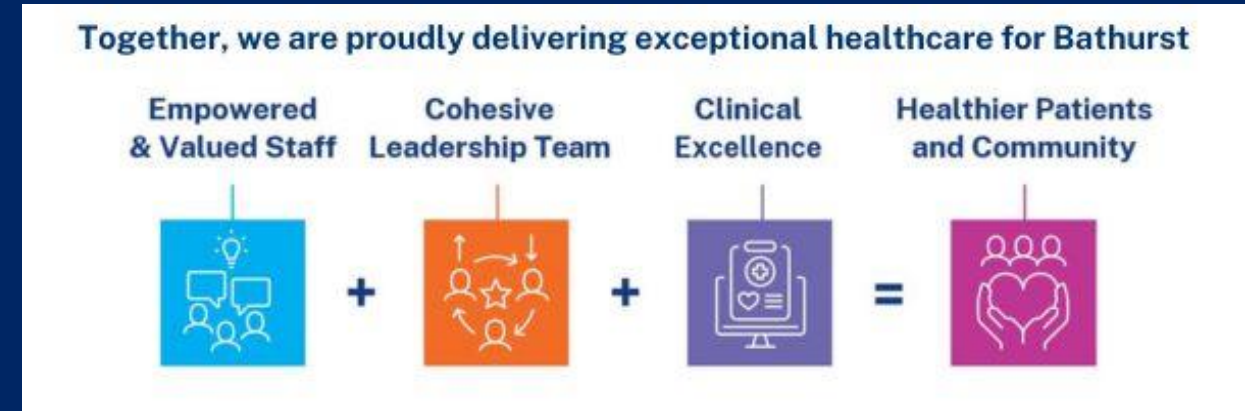 Together, we are proudly delivering exceptional healthcare for Bathurst
Empowered
& Valued Staff
Cohesive
Leadership Team
Clinical
Excellence
Healthier Patients
and Community
+
+
=